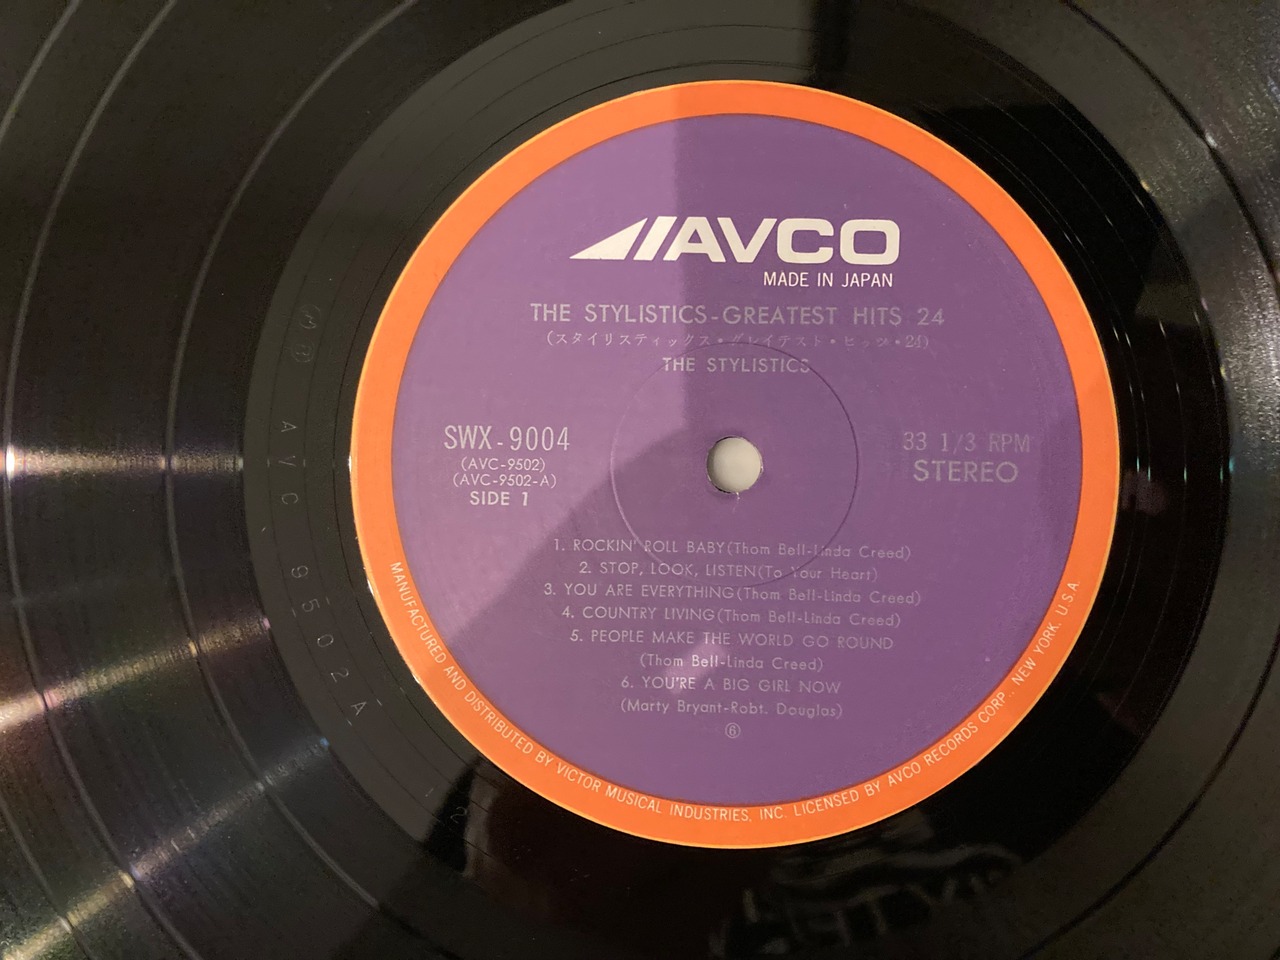 AVCO
MADE IN JAPAN
THE STYLISTICS-GREATEST HITS 24
(スタイリスティックス・グレイテスト・ヒッツ・24)
THE STYLISTICS
SWX-9004
(AVC-9502)
(AVC-9502-A)
SIDE 1
33 1/3 RPM
STEREO
1. ROCKIN' ROLL BABY(Thom Bell-Linda Creed)
2. STOP, LOOK, LISTEN(To Your Heart)
3. YOU ARE EVERYTHING(Thom Bell-Linda Creed)
4. COUNTRY LIVING(Thom Bell-Linda Creed)
5. PEOPLE MAKE THE WORLD GO ROUND
(Thom Bell-Linda Creed)
6. YOU'RE A BIG GIRL NOW
(Marty Bryant-Robt. Douglas)
⑥
MANUFACTURED AND DISTRIBUTED BY VICTOR MUSICAL INDUSTRIES, INC. LICENSED BY AVCO RECORDS CORP., NEW YORK, U.S.A.
AVC 9502A